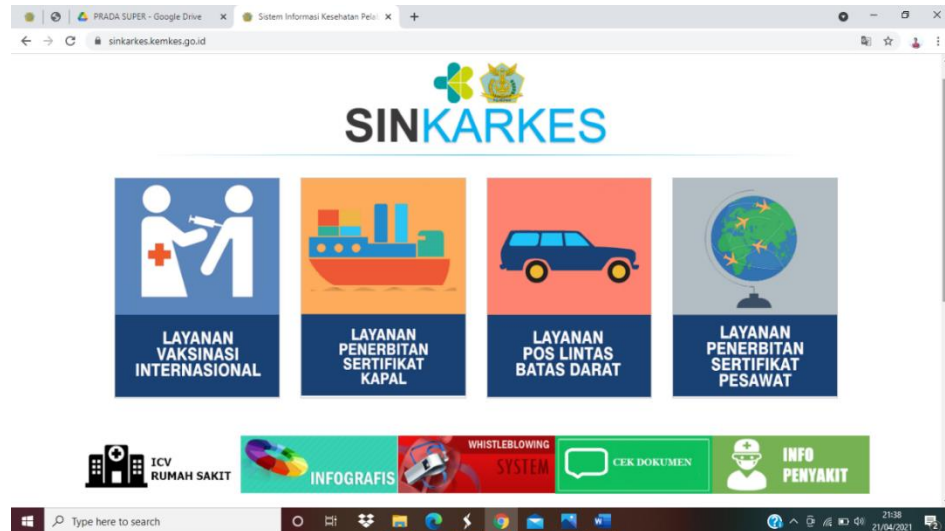 PRADA SUPER - Google Drive
Sistem Informasi Kesehatan Pela
sinkarkes.kemkes.go.id
SINKARKES
LAYANAN
VAKSINASI
INTERNASIONAL
LAYANAN
PENERBITAN
SERTIFIKAT
KAPAL
LAYANAN
POS LINTAS
BATAS DARAT
LAYANAN
PENERBITAN
SERTIFIKAT
PESAWAT
ICV
RUMAH SAKIT
INFOGRAFIS
WHISTLEBLOWING
SYSTEM
CEK DOKUMEN
INFO
PENYAKIT
Type here to search
21:38
21/04/2021